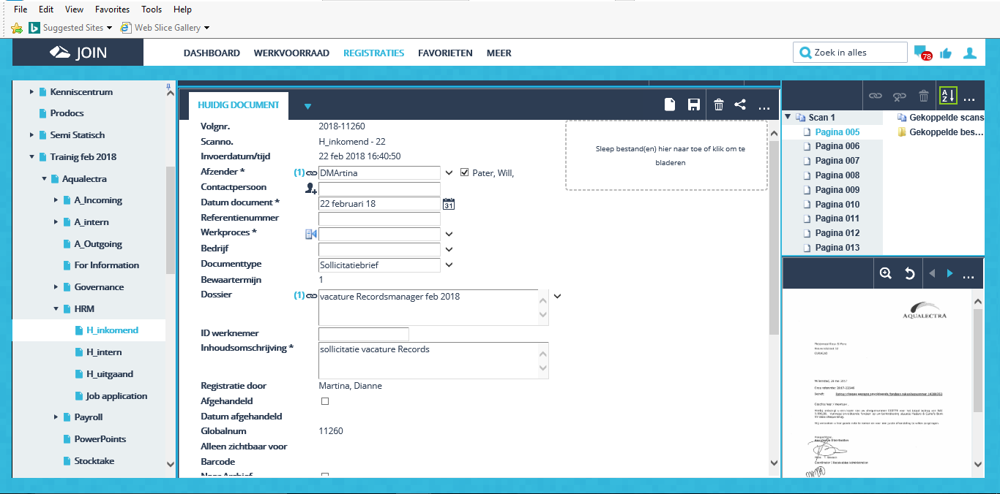 File Edit View Favorites Tools Help
Suggested Sites Web Slice Gallery
JOIN
DASHBOARD WERKVOORRAAD REGISTRATIES FAVORIETEN MEER
Zoek in alles
78
Kenniscentrum
Prodocs
Semi Statisch
Trainig feb 2018
Aqualectra
A_Incoming
A_intern
A_Outgoing
For Information
Governance
HRM
H_inkomend
H_intern
H_uitgaand
Job application
Payroll
PowerPoints
Stocktake
HUIDIG DOCUMENT
...
Volgnr. 2018-11260
Scanno. H_inkomend - 22
Invoerdatum/tijd 22 feb 2018 16:40:50
Afzender * (1) DMArtina Pater, Will,
Contactpersoon
Datum document * 22 februari 18 31
Referentienummer
Werkproces *
Bedrijf
Documenttype Sollicitatiebrief
Bewaartermijn 1
Dossier (1) vacature Recordsmanager feb 2018
ID werknemer
Inhoudsomschrijving * sollicitatie vacature Records
Registratie door Martina, Dianne
Afgehandeld
Datum afgehandeld
Globalnum 11260
Alleen zichtbaar voor
Barcode
Sleep bestand(en) hier naar toe of klik om te
bladeren
A Z
...
Scan 1
Pagina 005
Pagina 006
Pagina 007
Pagina 008
Pagina 009
Pagina 010
Pagina 011
Pagina 012
Pagina 013
Gekoppelde scans
Gekoppelde bes...
...
AQUALECTRA
CURACAO